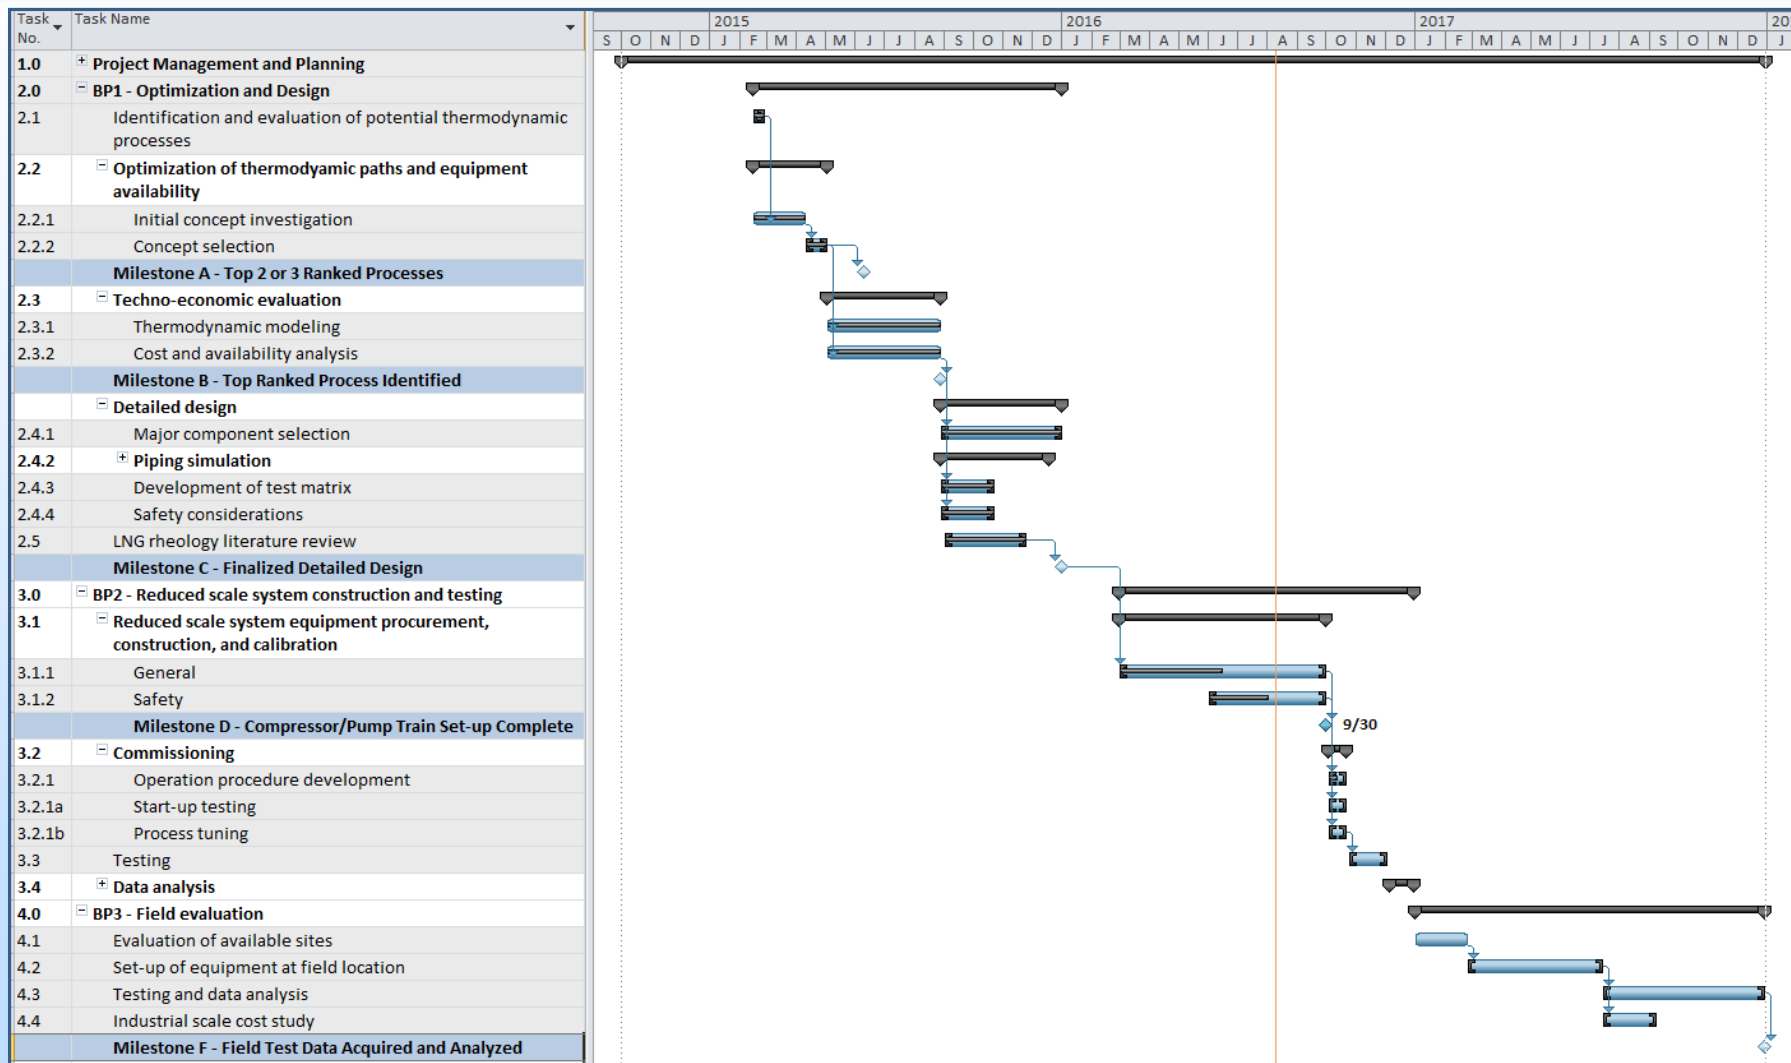 Task No. Task Name 2015 2016 2017 20
S O N D J F M A M J J A S O N D J F M A M J J A S O N D J F M A M J J A S O N D J
1.0 Project Management and Planning
2.0 BP1 - Optimization and Design
2.1 Identification and evaluation of potential thermodynamic
processes
2.2 Optimization of thermodyamic paths and equipment
availability
2.2.1 Initial concept investigation
2.2.2 Concept selection
Milestone A - Top 2 or 3 Ranked Processes
2.3 Techno-economic evaluation
2.3.1 Thermodynamic modeling
2.3.2 Cost and availability analysis
Milestone B - Top Ranked Process Identified
Detailed design
2.4.1 Major component selection
2.4.2 Piping simulation
2.4.3 Development of test matrix
2.4.4 Safety considerations
2.5 LNG rheology literature review
Milestone C - Finalized Detailed Design
3.0 BP2 - Reduced scale system construction and testing
3.1 Reduced scale system equipment procurement,
construction, and calibration
3.1.1 General
3.1.2 Safety
Milestone D - Compressor/Pump Train Set-up Complete 9/30
3.2 Commissioning
3.2.1 Operation procedure development
3.2.1a Start-up testing
3.2.1b Process tuning
3.3 Testing
3.4 Data analysis
4.0 BP3 - Field evaluation
4.1 Evaluation of available sites
4.2 Set-up of equipment at field location
4.3 Testing and data analysis
4.4 Industrial scale cost study
Milestone F - Field Test Data Acquired and Analyzed